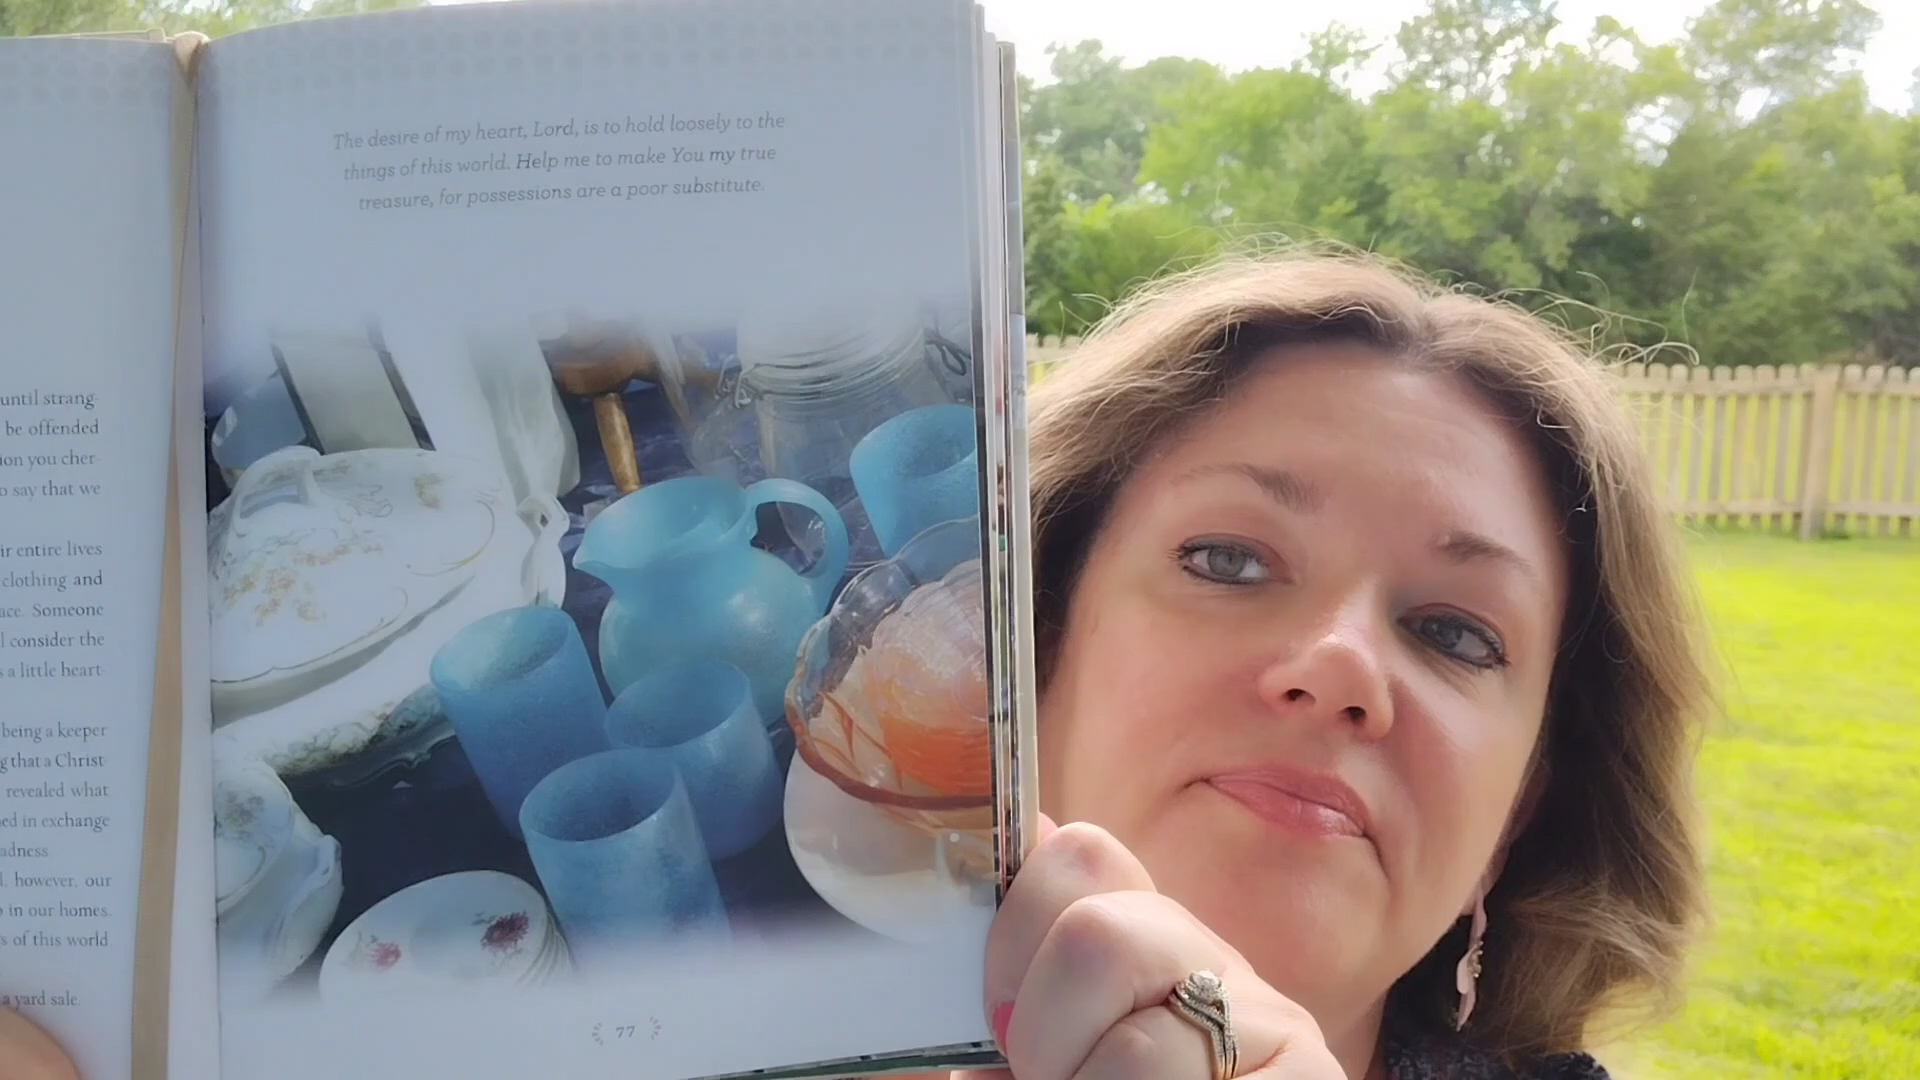 until strang-
be offended
ion you cher-
o say that we
ir entire lives
clothing and
ace. Someone
l consider the
s a little heart-
being a keeper
g that a Christ-
revealed what
ed in exchange
adness.
l, however, our
p in our homes.
s of this world
a yard sale.
The desire of my heart, Lord, is to hold loosely to the
things of this world. Help me to make You my true
treasure, for possessions are a poor substitute.
77